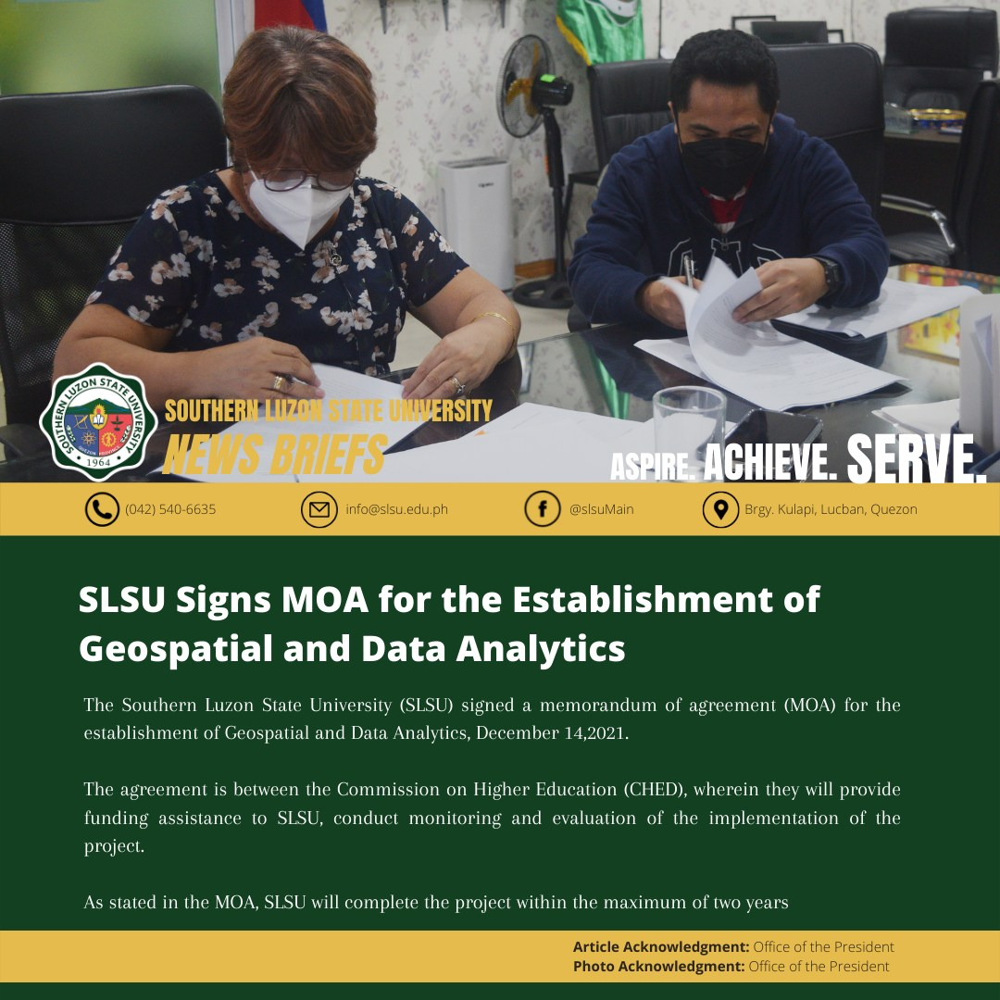 SOUTHERN LUZON STATE UNIVERSITY
1964
SOUTHERN LUZON STATE UNIVERSITY
NEWS BRIEFS
ASPIRE. ACHIEVE. SERVE.
(042) 540-6635
info@slsu.edu.ph
@slsuMain
Brgy. Kulapi, Lucban, Quezon
SLSU Signs MOA for the Establishment of
Geospatial and Data Analytics
The Southern Luzon State University (SLSU) signed a memorandum of agreement (MOA) for the
establishment of Geospatial and Data Analytics, December 14,2021.
The agreement is between the Commission on Higher Education (CHED), wherein they will provide
funding assistance to SLSU, conduct monitoring and evaluation of the implementation of the
project.
As stated in the MOA, SLSU will complete the project within the maximum of two years
Article Acknowledgment: Office of the President
Photo Acknowledgment: Office of the President